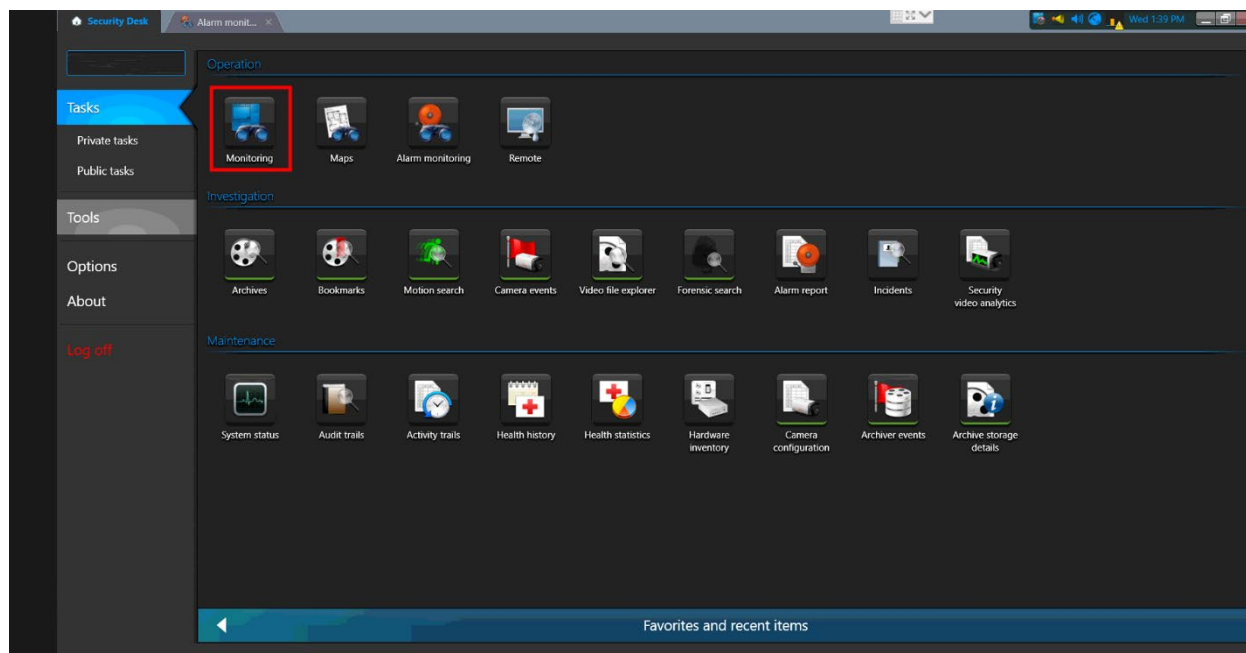 Security Desk
Alarm monit...
Wed 1:39 PM
Tasks
Private tasks
Public tasks
Tools
Options
About
Log off
Operation
Monitoring
Maps
Alarm monitoring
Remote
Investigation
Archives
Bookmarks
Motion search
Camera events
Video file explorer
Forensic search
Alarm report
Incidents
Security
video analytics
Maintenance
System status
Audit trails
Activity trails
Health history
Health statistics
Hardware
inventory
Camera
configuration
Archiver events
Archive storage
details
Favorites and recent items